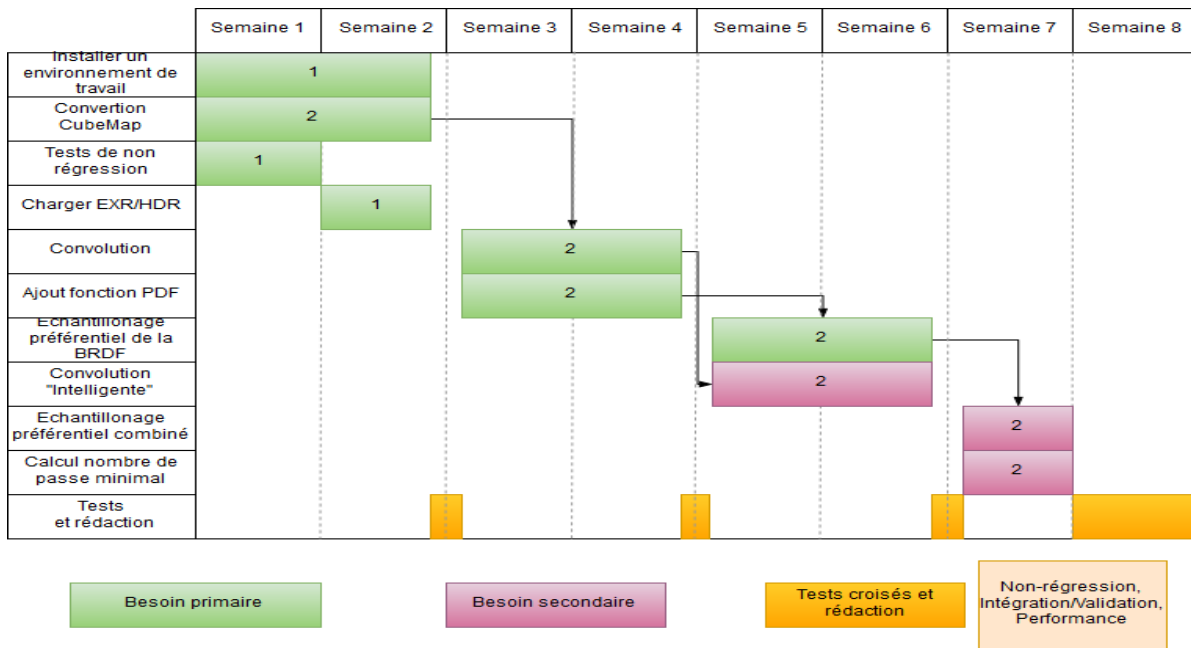 Semaine 1 Semaine 2 Semaine 3 Semaine 4 Semaine 5 Semaine 6 Semaine 7 Semaine 8
Installer un
environnement de
travail
1
Convertion
CubeMap
2
Tests de non
régression
1
Charger EXR/HDR
1
Convolution
2
Ajout fonction PDF
2
Echantillonage
préférentiel de la
BRDF
2
Convolution
"Intelligente"
2
Echantillonage
préférentiel combiné
2
Calcul nombre de
passe minimal
2
Tests
et rédaction
Besoin primaire
Besoin secondaire
Tests croisés et
rédaction
Non-régression,
Intégration/Validation,
Performance